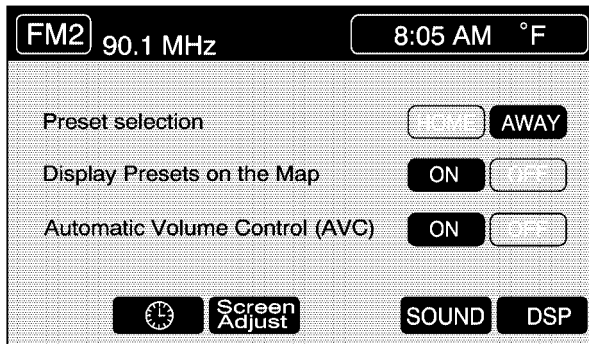 FM2 90.1 MHz 8:05 AM °F
Preset selection HOME AWAY
Display Presets on the Map ON OFF
Automatic Volume Control (AVC) ON OFF
Screen
Adjust
SOUND DSP